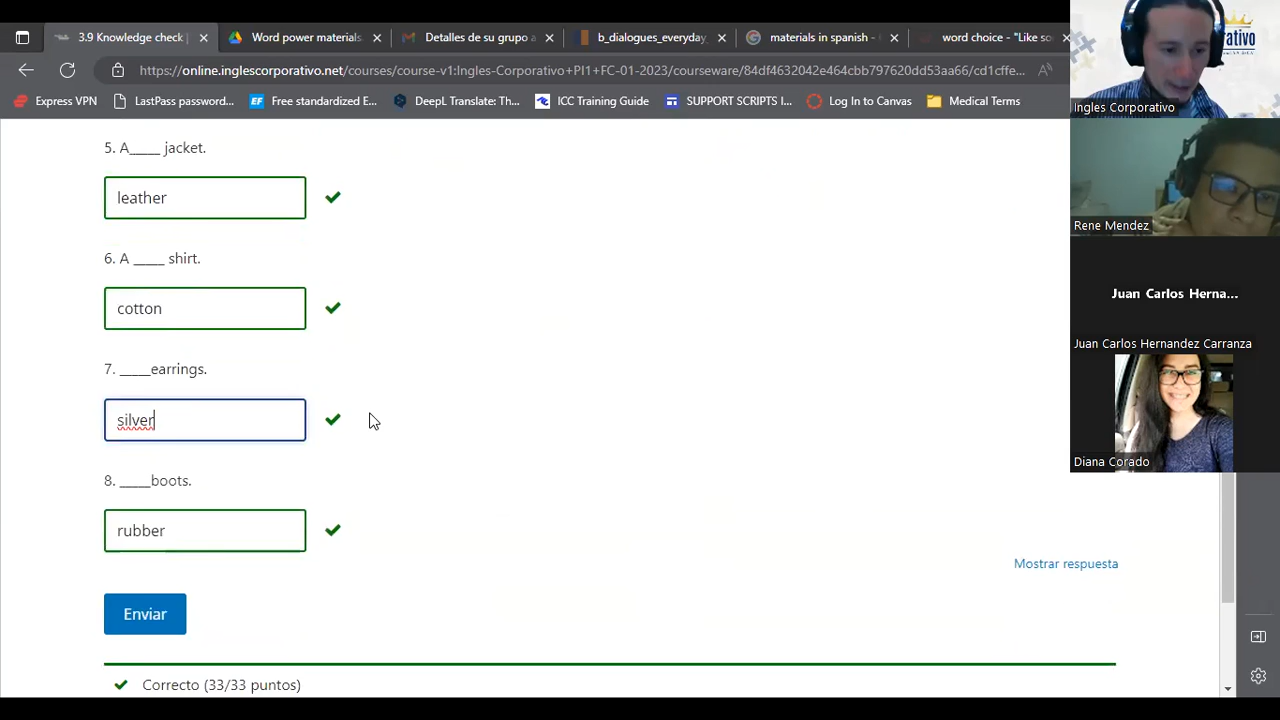 3.9 Knowledge check | Word power materials. Detalles de su grupo a b_dialogues_everyday_ materials in spanish - word choice - "Like so
https://online.inglescorporativo.net/courses/course-v1:Ingles-Corporativo+PI1+FC-01-2023/courseware/84df4632042e464cbb797620dd53aa66/cd1cffe...
Express VPN LastPass password... Free standardized E... DeepL Translate: Th... ICC Training Guide SUPPORT SCRIPTS I... Log In to Canvas Medical Terms
Ingles Corporativo
Rene Mendez
Juan Carlos Herna...
Juan Carlos Hernandez Carranza
Diana Corado
5. A_____ jacket.
leather
6. A _____ shirt.
cotton
7. _____earrings.
silver
8. _____boots.
rubber
Mostrar respuesta
Enviar
Correcto (33/33 puntos)